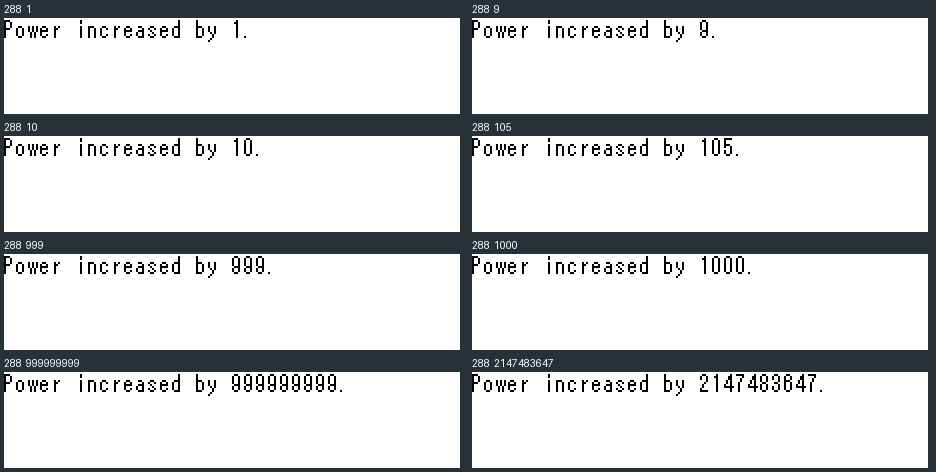 288 1
Power increased by 1.
288 9
Power increased by 9.
288 10
Power increased by 10.
288 105
Power increased by 105.
288 999
Power increased by 999.
288 1000
Power increased by 1000.
288 999999999
Power increased by 999999999.
288 2147483647
Power increased by 2147483647.